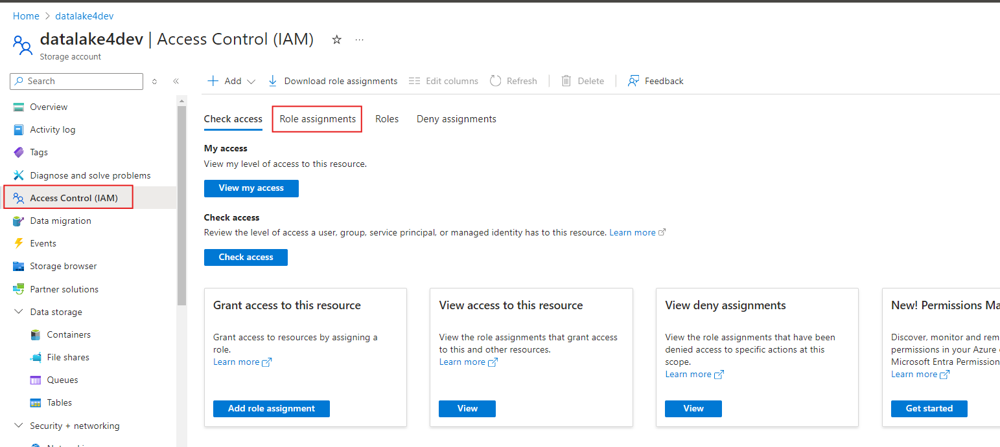 Home > datalake4dev
datalake4dev | Access Control (IAM) ☆ ...
Storage account
Search
Add
Download role assignments
Edit columns
Refresh
Delete
Feedback
Overview
Activity log
Tags
Diagnose and solve problems
Access Control (IAM)
Data migration
Events
Storage browser
Partner solutions
Data storage
Containers
File shares
Queues
Tables
Security + networking
Check access
Role assignments
Roles
Deny assignments
My access
View my level of access to this resource.
View my access
Check access
Review the level of access a user, group, service principal, or managed identity has to this resource. Learn more
Check access
Grant access to this resource
Grant access to resources by assigning a
role.
Learn more
Add role assignment
View access to this resource
View the role assignments that grant access
to this and other resources.
Learn more
View
View deny assignments
View the role assignments that have been
denied access to specific actions at this
scope.
Learn more
View
New! Permissions Ma
Discover, monitor and rem
permissions in your Azure
Microsoft Entra Permission
Learn more
Get started